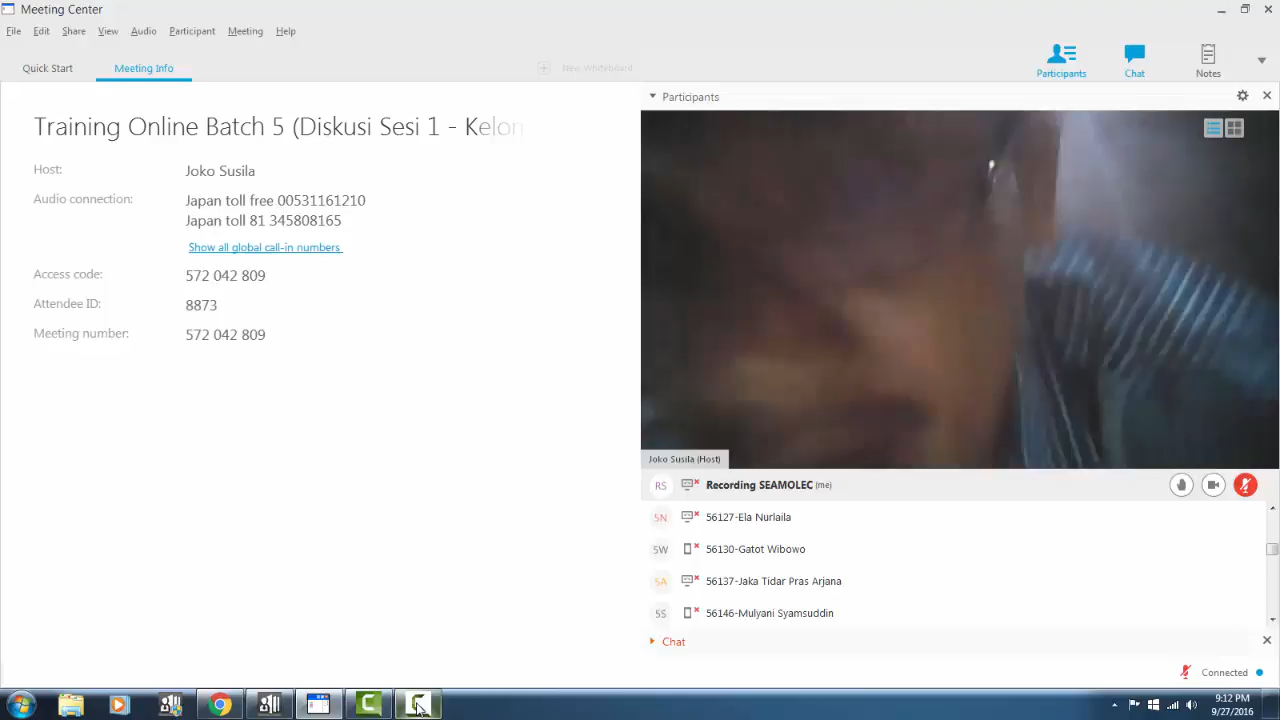 Meeting Center
File Edit Share View Audio Participant Meeting Help
Quick Start Meeting Info New Whiteboard
Participants Chat Notes
Training Online Batch 5 (Diskusi Sesi 1 - Kelon
Host: Joko Susila
Audio connection: Japan toll free 00531161210
Japan toll 81 345808165
Show all global call-in numbers
Access code: 572 042 809
Attendee ID: 8873
Meeting number: 572 042 809
Participants
Joko Susila (Host)
RS Recording SEAMOLEC (me)
5N 56127-Ela Nurlaila
5W 56130-Gatot Wibowo
5A 56137-Jaka Tidar Pras Arjana
5S 56146-Mulyani Syamsuddin
Chat
Connected
9:12 PM
9/27/2016